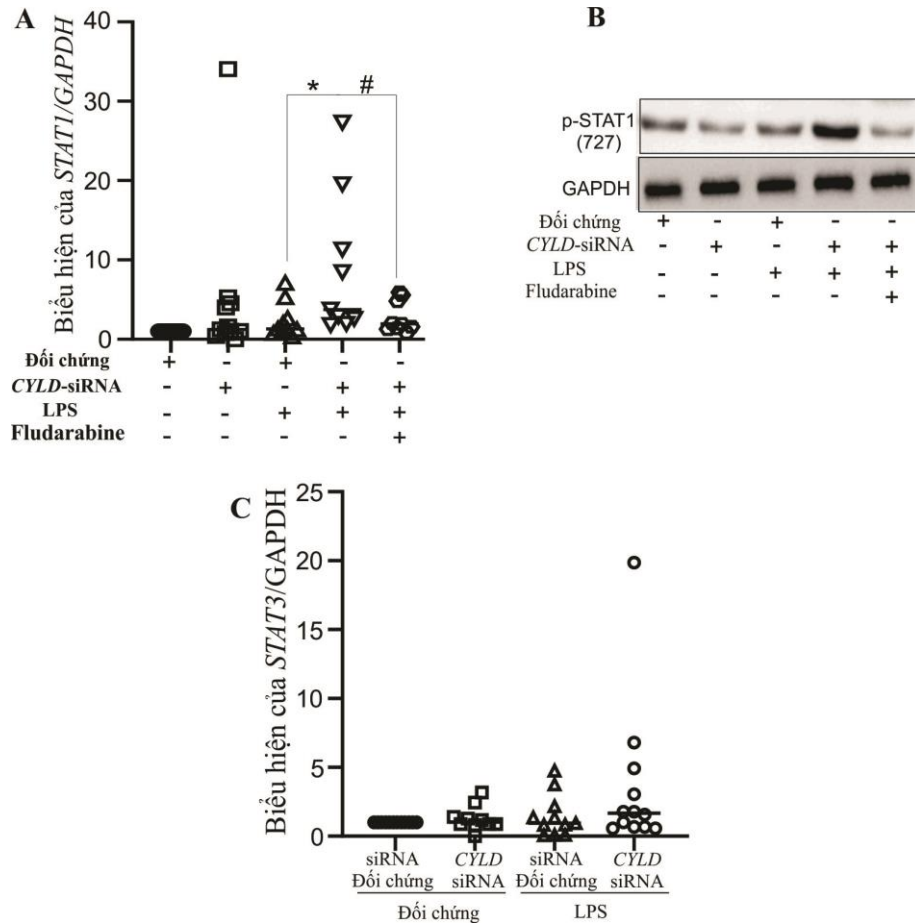 A
Biểu hiện của STAT1/GAPDH
40
30
20
10
0
* #
Đối chứng + - + - -
CYLD-siRNA - + - + +
LPS - - + + +
Fludarabine - - - - +
B
p-STAT1
(727)
GAPDH
Đối chứng + - + - -
CYLD-siRNA - + - + +
LPS - - + + +
Fludarabine - - - - +
C
Biểu hiện của STAT3/GAPDH
25
20
15
10
5
0
siRNA CYLD siRNA CYLD
Đối chứng siRNA Đối chứng siRNA
Đối chứng LPS